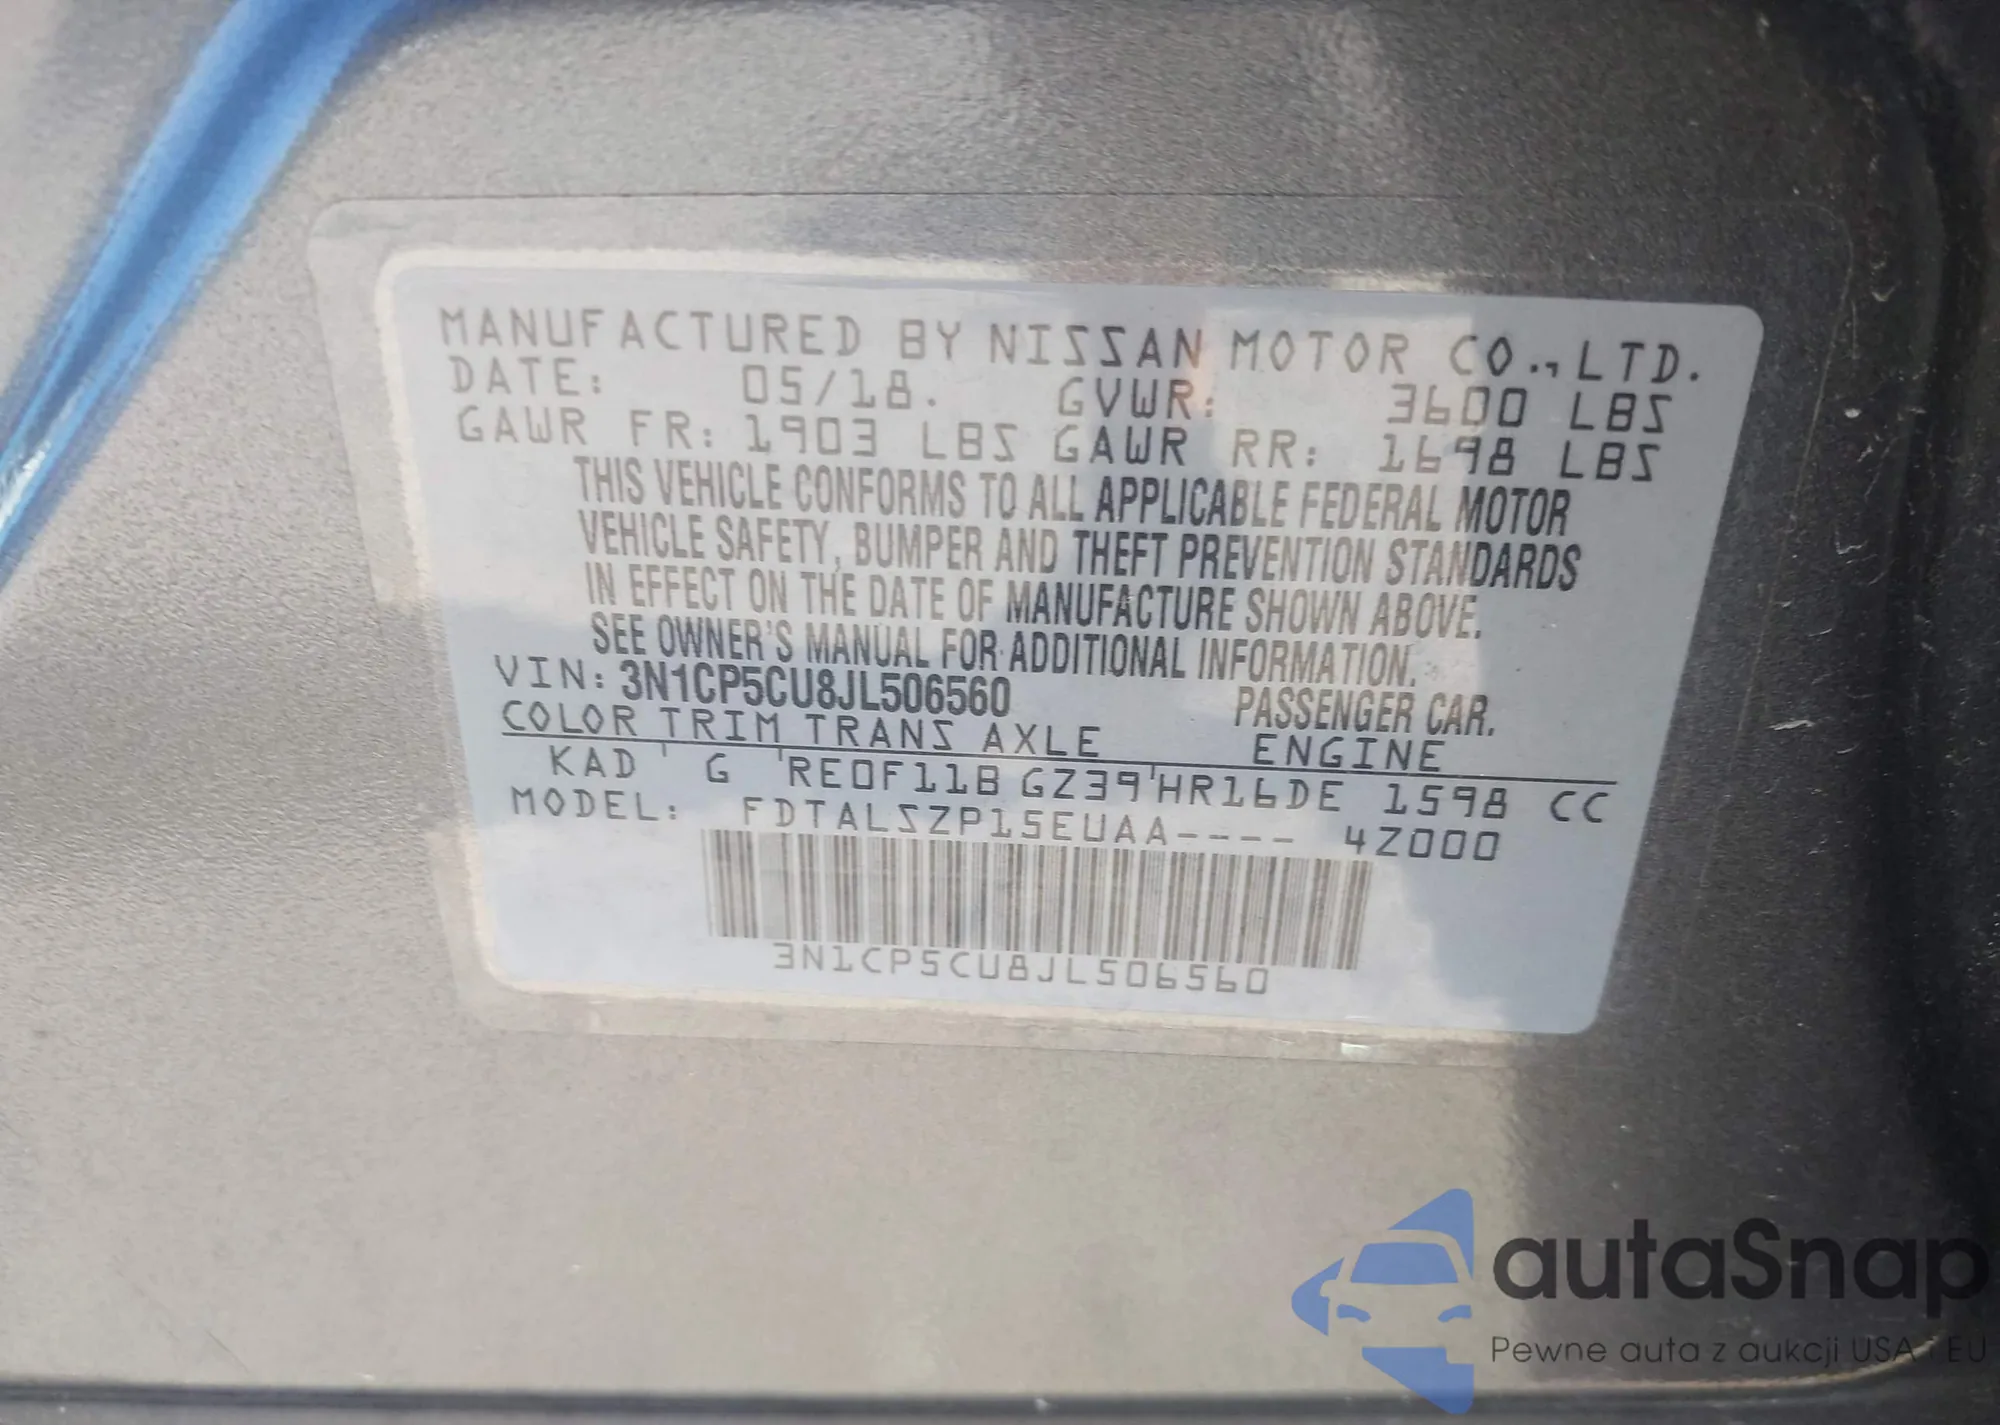 MANUFACTURED BY NISSAN MOTOR CO., LTD.
DATE: 05/18. GVWR: 3600 LBS
GAWR FR: 1903 LBS GAWR RR: 1698 LBS
THIS VEHICLE CONFORMS TO ALL APPLICABLE FEDERAL MOTOR
VEHICLE SAFETY, BUMPER AND THEFT PREVENTION STANDARDS
IN EFFECT ON THE DATE OF MANUFACTURE SHOWN ABOVE.
SEE OWNER'S MANUAL FOR ADDITIONAL INFORMATION.
VIN: 3N1CP5CU8JL506560 PASSENGER CAR.
COLOR TRIM TRANS AXLE ENGINE
KAD ' G 'RE0F11B GZ39'HR16DE 1598 CC
MODEL: FDTALSZP15EUAA---- 4Z000
3N1CP5CU8JL506560
autaSnap
Pewne auta z aukcji USA i EU